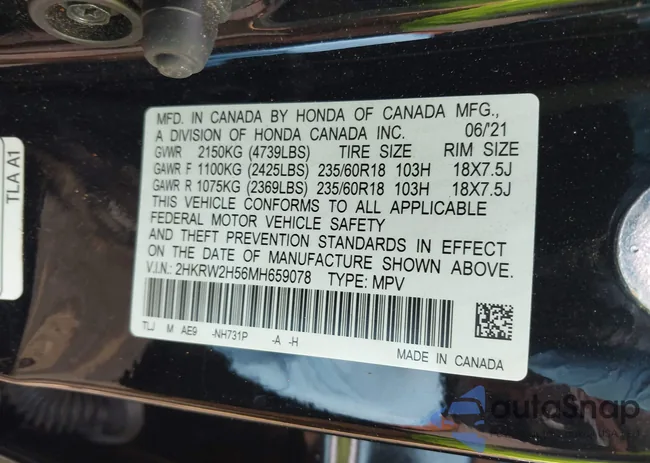 MFD. IN CANADA BY HONDA OF CANADA MFG.,
A DIVISION OF HONDA CANADA INC. 06/'21
GVWR 2150KG (4739LBS) TIRE SIZE RIM SIZE
GAWR F 1100KG (2425LBS) 235/60R18 103H 18X7.5J
GAWR R 1075KG (2369LBS) 235/60R18 103H 18X7.5J
THIS VEHICLE CONFORMS TO ALL APPLICABLE
FEDERAL MOTOR VEHICLE SAFETY
AND THEFT PREVENTION STANDARDS IN EFFECT
ON THE DATE OF MANUFACTURE SHOWN ABOVE.
V.I.N.: 2HKRW2H56MH659078 TYPE: MPV
TLJ M AE9 -NH731P -A -H
MADE IN CANADA
TLA A1
autoSnap